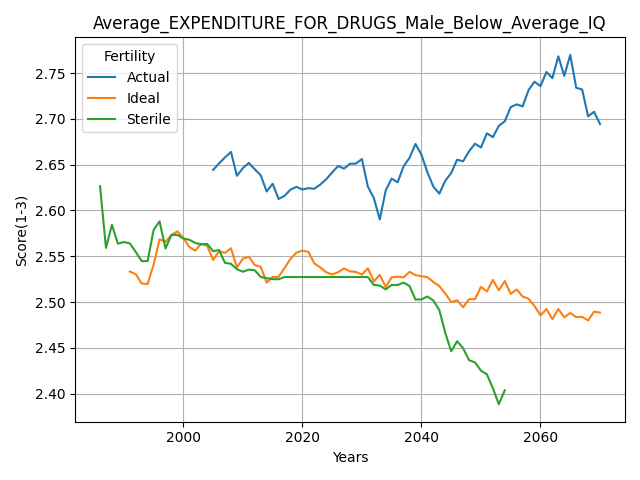 Average_EXPENDITURE_FOR_DRUGS_Male_Below_Average_IQ
Fertility
Actual
Ideal
Sterile
Score(1-3)
2.75
2.70
2.65
2.60
2.55
2.50
2.45
2.40
2000 2020 2040 2060
Years